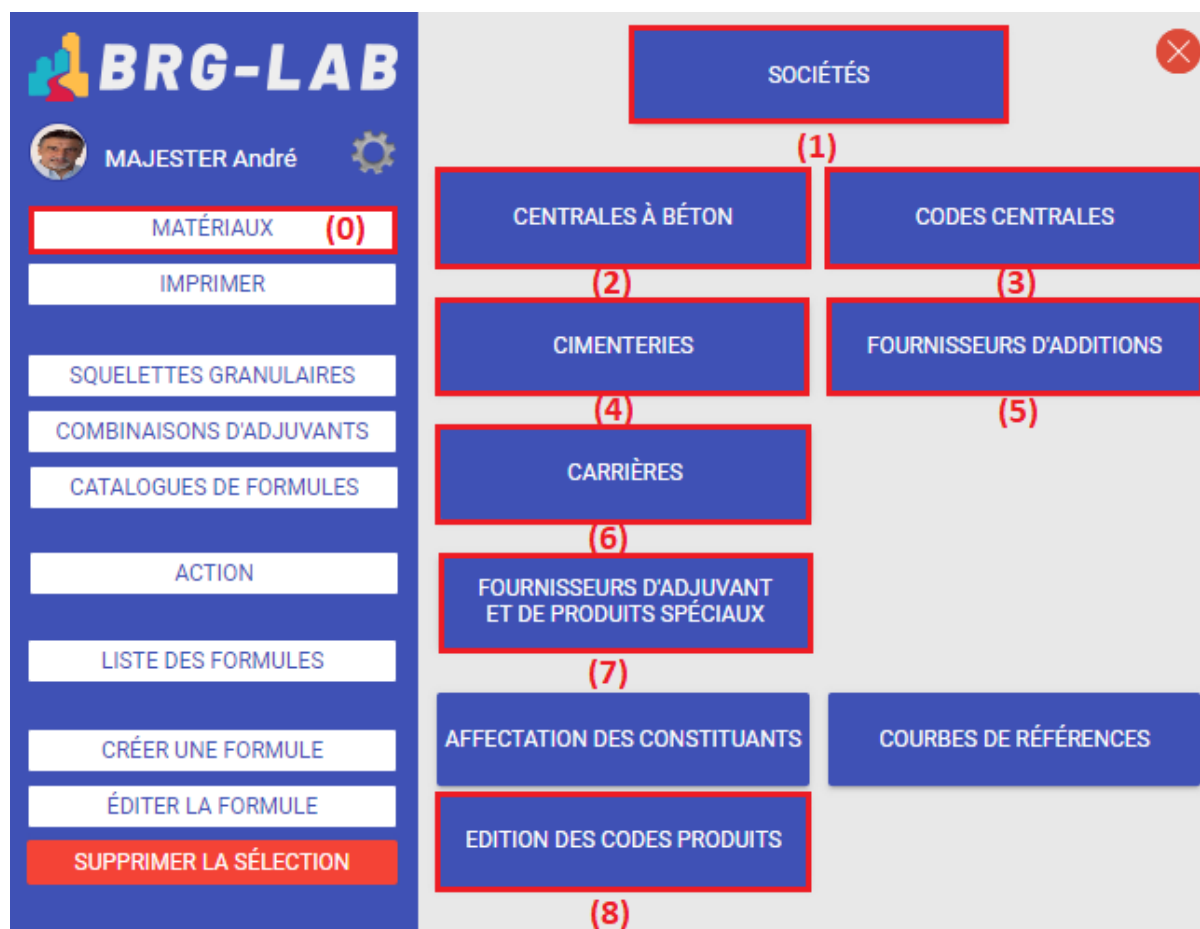 BRG-LAB
MAJESTER André
MATÉRIAUX (0)
IMPRIMER
SQUELETTES GRANULAIRES
COMBINAISONS D'ADJUVANTS
CATALOGUES DE FORMULES
ACTION
LISTE DES FORMULES
CRÉER UNE FORMULE
ÉDITER LA FORMULE
SUPPRIMER LA SÉLECTION
SOCIÉTÉS
(1)
CENTRALES À BÉTON
(2)
CODES CENTRALES
(3)
CIMENTERIES
(4)
FOURNISSEURS D'ADDITIONS
(5)
CARRIÈRES
(6)
FOURNISSEURS D'ADJUVANT
ET DE PRODUITS SPÉCIAUX
(7)
AFFECTATION DES CONSTITUANTS
COURBES DE RÉFÉRENCES
EDITION DES CODES PRODUITS
(8)